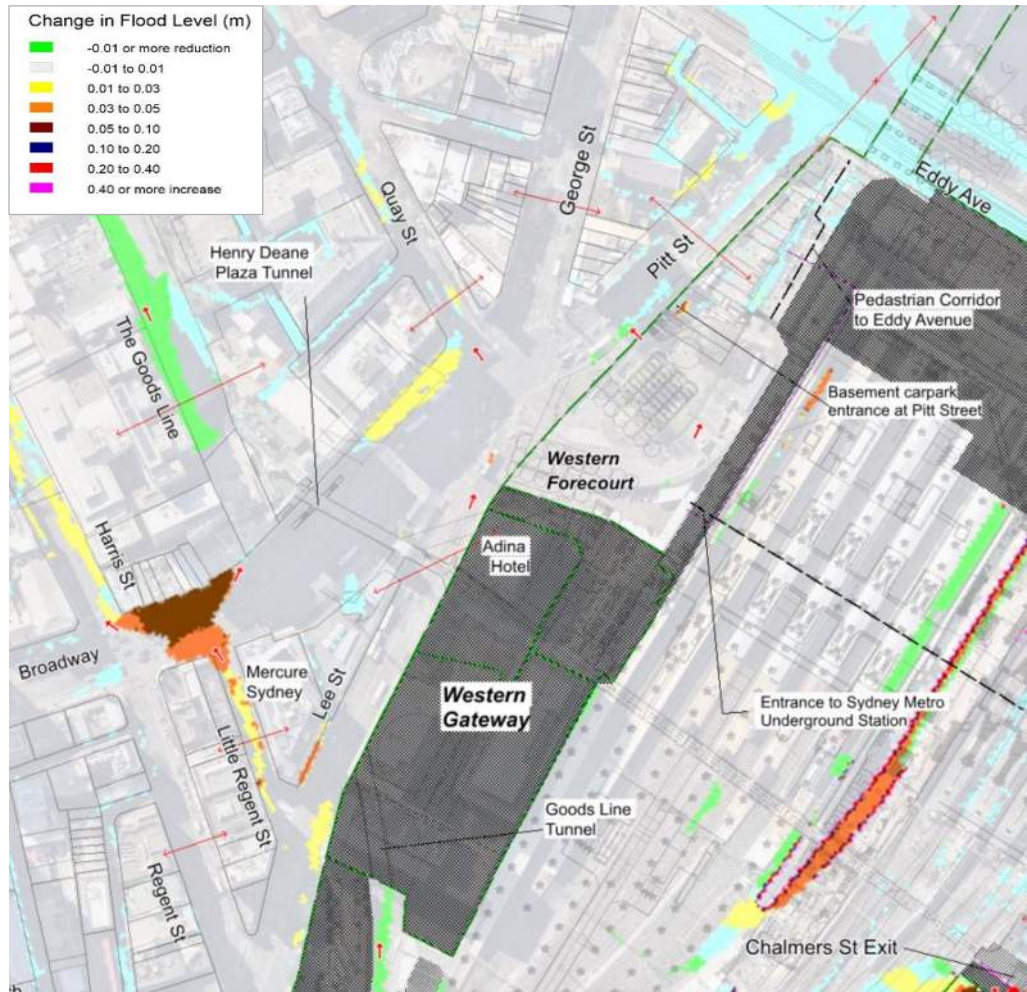 Change in Flood Level (m)
-0.01 or more reduction
-0.01 to 0.01
0.01 to 0.03
0.03 to 0.05
0.05 to 0.10
0.10 to 0.20
0.20 to 0.40
0.40 or more increase
Eddy Ave
George St
Quay St
Pitt St
Henry Deane
Plaza Tunnel
Pedastrian Corridor
to Eddy Avenue
The Goods Line
Basement carpark
entrance at Pitt Street
Western
Forecourt
Harris St
Adina
Hotel
Broadway
Mercure
Sydney
Lee St
Western
Gateway
Entrance to Sydney Metro
Underground Station
Little Regent St
Goods Line
Tunnel
Regent St
Chalmers St Exit